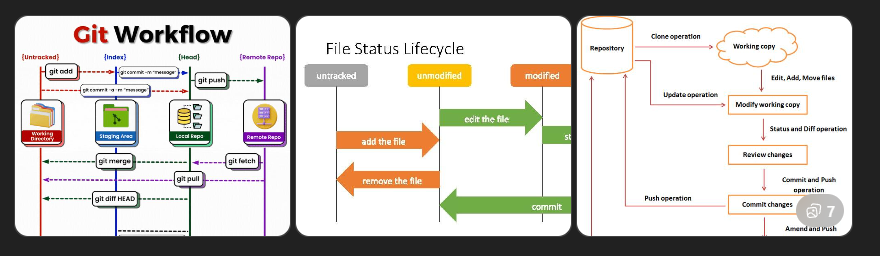 Git Workflow
{Untracked}
{Index}
{Head}
{Remote Repo}
git add
git commit -m "message"
git push
git commit -a -m "message"
Working
Directory
Staging Area
Local Repo
Remote Repo
git merge
git fetch
git pull
git diff HEAD
File Status Lifecycle
untracked
unmodified
modified
edit the file
st
add the file
remove the file
commit
Repository
Clone operation
Working copy
Edit, Add, Move files
Update operation
Modify working copy
Status and Diff operation
Review changes
Commit and Push
operation
Push operation
Commit changes
7
Amend and Push